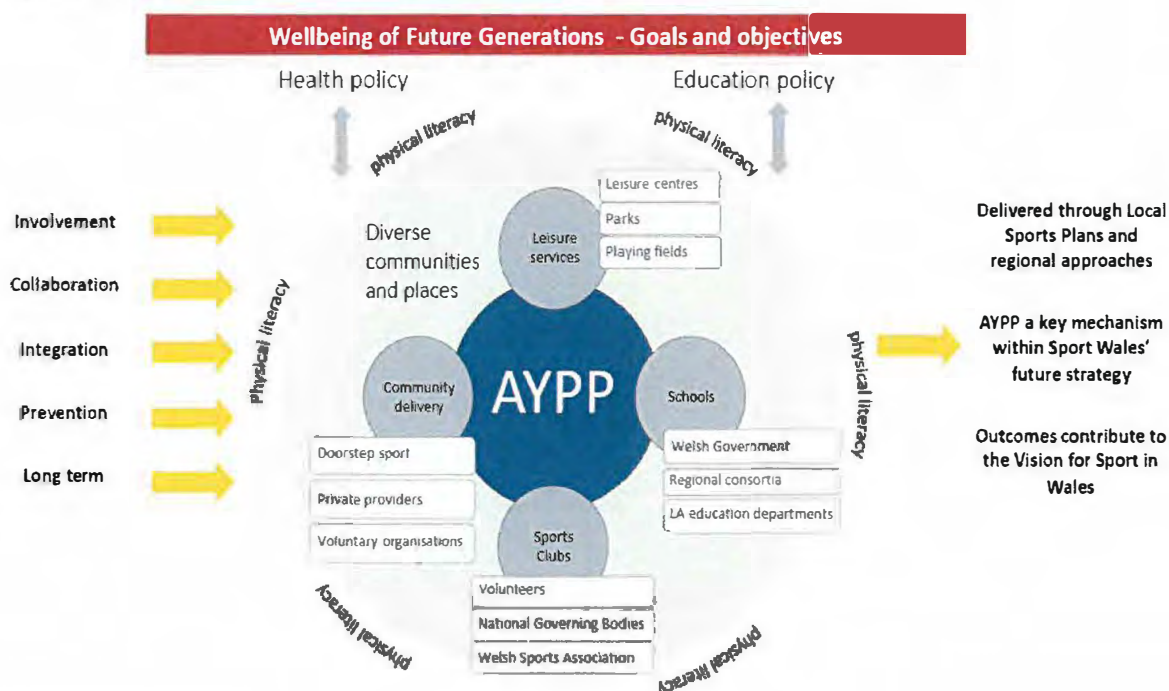 Wellbeing of Future Generations - Goals and objectives
Health policy
Education policy
physical literacy
physical literacy
Involvement
Collaboration
Integration
Prevention
Long term
Physical literacy
Diverse
communities
and places
Leisure
services
Leisure centres
Parks
Playing fields
Community
delivery
Doorstep sport
Private providers
Voluntary organisations
AYPP
Schools
Welsh Government
Regional consortia
LA education departments
Sports
Clubs
Volunteers
National Governing Bodies
Welsh Sports Association
physical literacy
physical literacy
physical literacy
Delivered through Local
Sports Plans and
regional approaches
AYPP a key mechanism
within Sport Wales'
future strategy
Outcomes contribute to
the Vision for Sport in
Wales